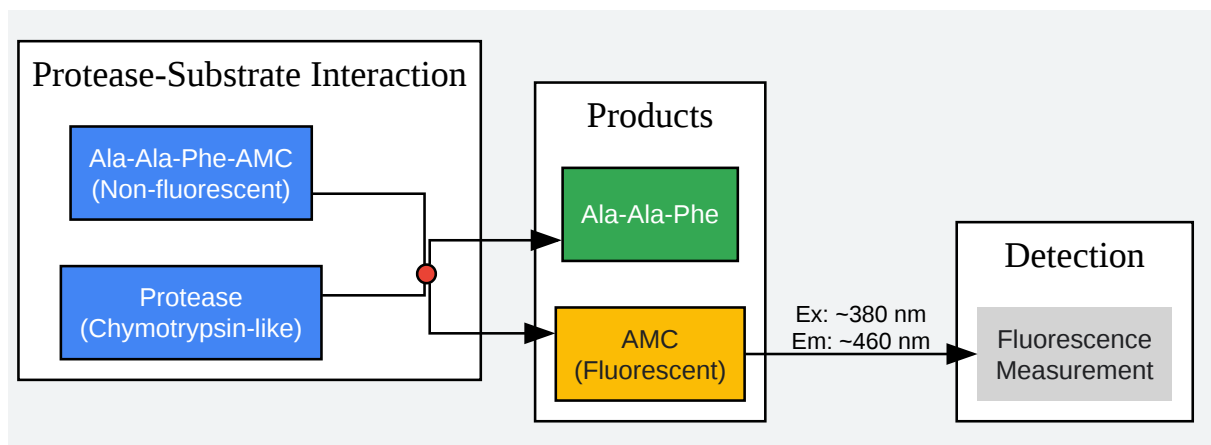 Protease-Substrate Interaction
Ala-Ala-Phe-AMC
(Non-fluorescent)
Protease
(Chymotrypsin-like)
Products
Ala-Ala-Phe
AMC
(Fluorescent)
Ex: ~380 nm
Em: ~460 nm
Detection
Fluorescence
Measurement